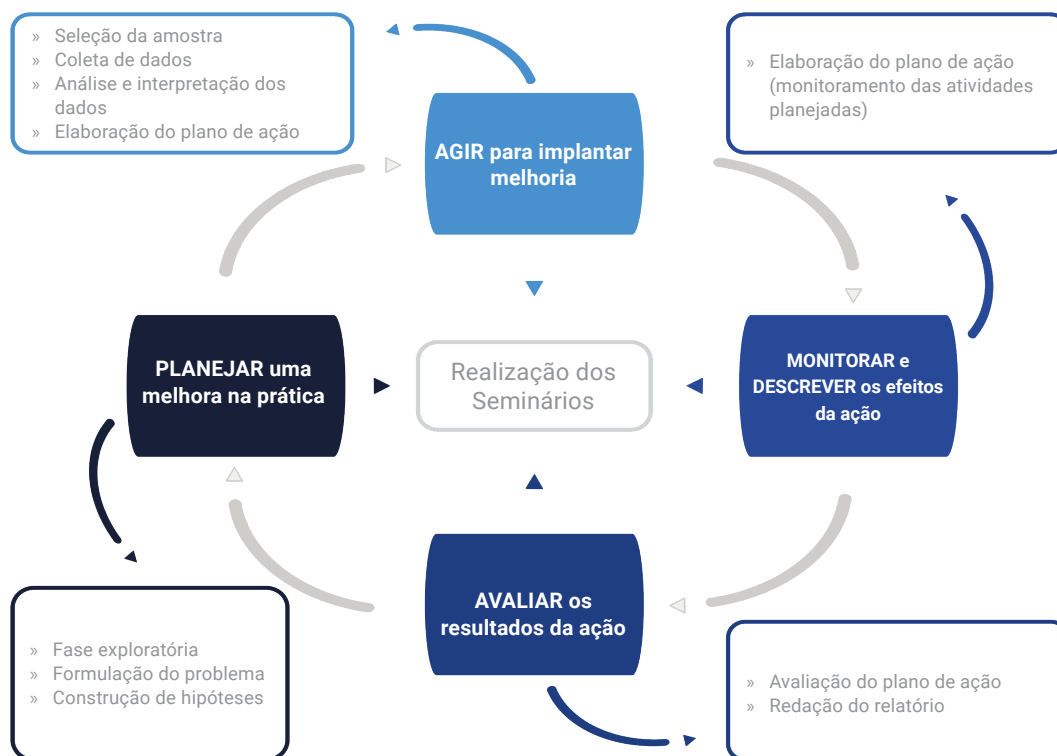 » Seleção da amostra
» Coleta de dados
» Análise e interpretação dos
dados
» Elaboração do plano de ação
» Elaboração do plano de ação
(monitoramento das atividades
planejadas)
AGIR para implantar
melhoria
PLANEJAR uma
melhora na prática
Realização dos
Seminários
MONITORAR e
DESCREVER os efeitos
da ação
AVALIAR os
resultados da ação
» Fase exploratória
» Formulação do problema
» Construção de hipóteses
» Avaliação do plano de ação
» Redação do relatório